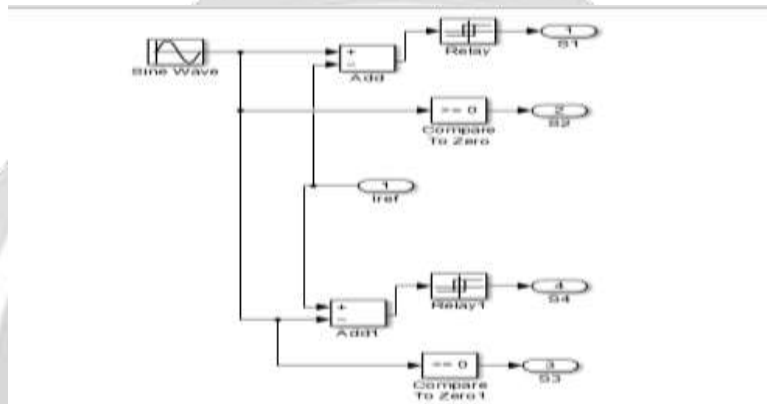 1
S1
Relay
Sine Wave
+
−
Add
== 0
2
S2
Compare
To Zero
1
Iref
+
−
Add1
4
S4
Relay1
== 0
3
S3
Compare
To Zero1